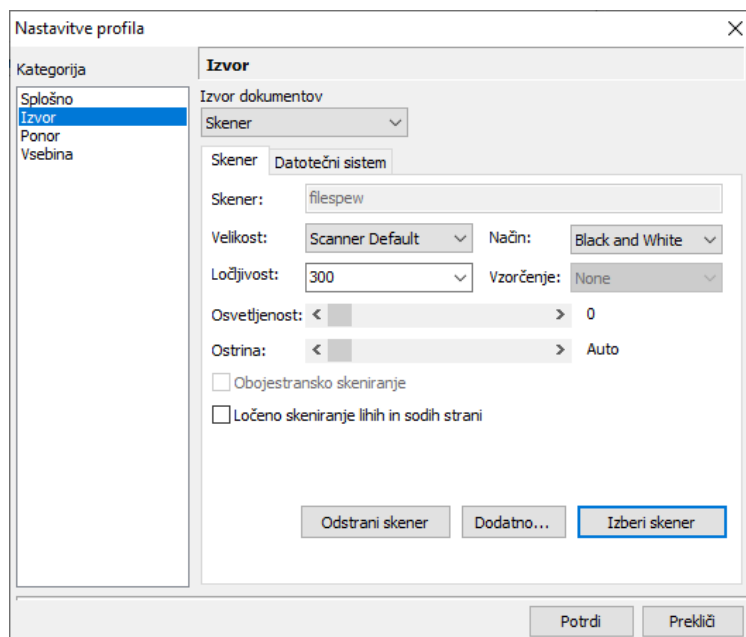 Nastavitve profila
Kategorija
Splošno
Izvor
Ponor
Vsebina
Izvor
Izvor dokumentov
Skener
Skener Datotečni sistem
Skener: filespew
Velikost: Scanner Default Način: Black and White
Ločljivost: 300 Vzorčenje: None
Osvetljenost: 0
Ostrina: Auto
Obojestransko skeniranje
Ločeno skeniranje lihih in sodih strani
Odstrani skener Dodatno... Izberi skener
Potrdi Prekliči